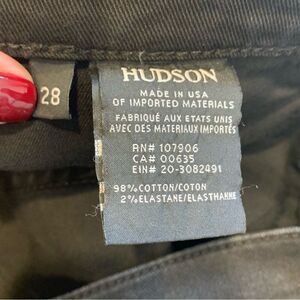 HUDSON
MADE IN USA
OF IMPORTED MATERIALS
FABRIQUÉ AUX ETATS UNIS
AVEC DES MATERIAUX IMPORTÉS
RN# 107906
CA# 00635
EIN# 20-3082491
98% COTTON/COTON
2% ELASTANE/ELASTHANNE
28